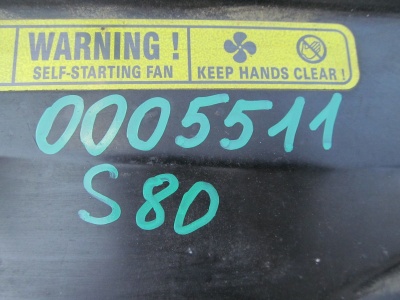 WARNING !
SELF-STARTING FAN
KEEP HANDS CLEAR !
0005511
S80